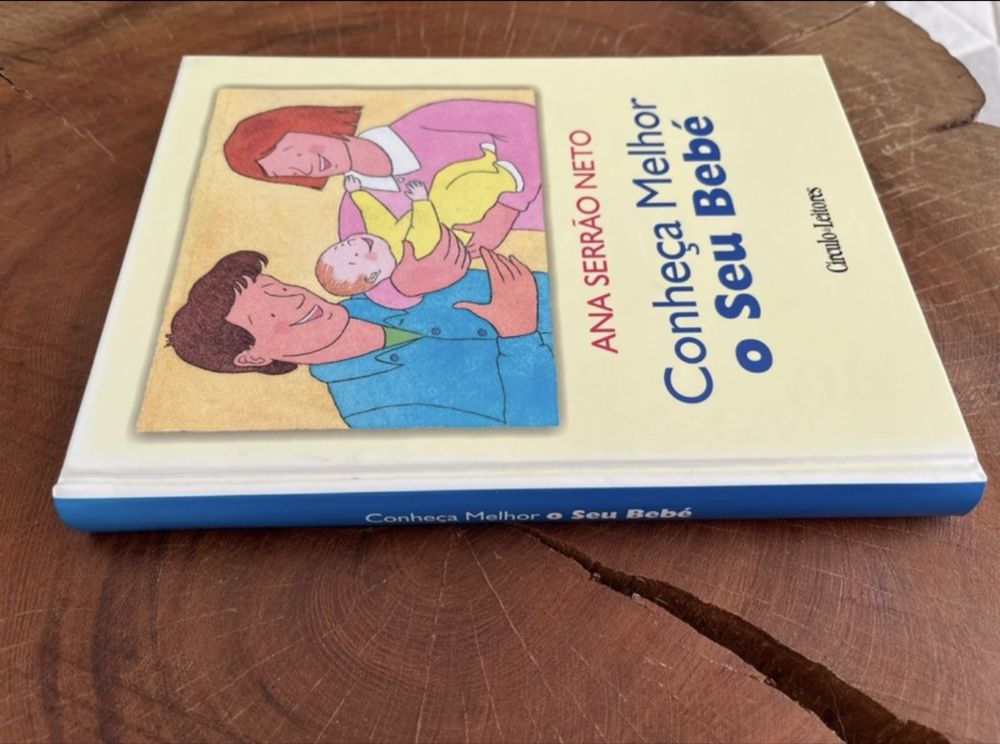 ANA SERRÃO NETO
Conheça Melhor
o Seu Bebé
Círculo de Leitores
Conheça Melhor o Seu Bebé